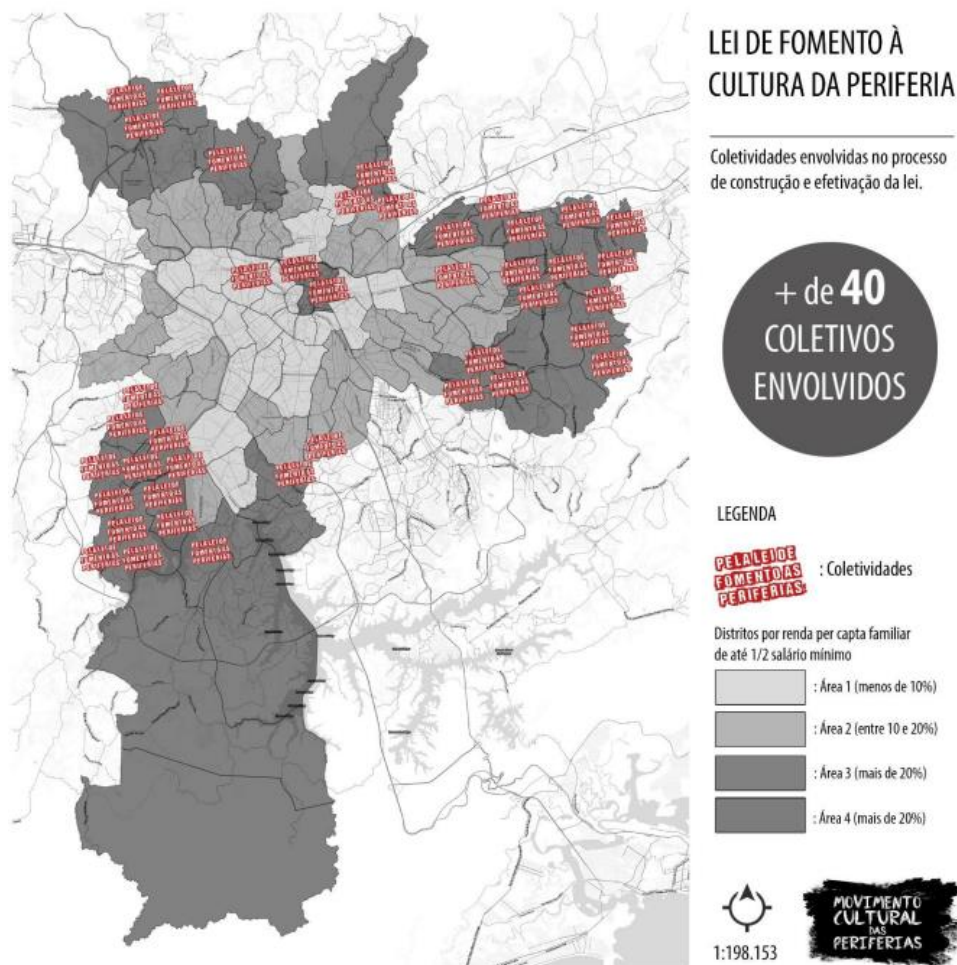 LEI DE FOMENTO À
CULTURA DA PERIFERIA
Coletividades envolvidas no processo
de construção e efetivação da lei.
+ de 40
COLETIVOS
ENVOLVIDOS
LEGENDA
PELA LEI DE
FOMENTO AS
PERIFERIAS
: Coletividades
Distritos por renda per capta familiar
de até 1/2 salário mínimo
: Área 1 (menos de 10%)
: Área 2 (entre 10 e 20%)
: Área 3 (mais de 20%)
: Área 4 (mais de 20%)
1:198.153
MOVIMENTO
CULTURAL
DAS
PERIFERIAS